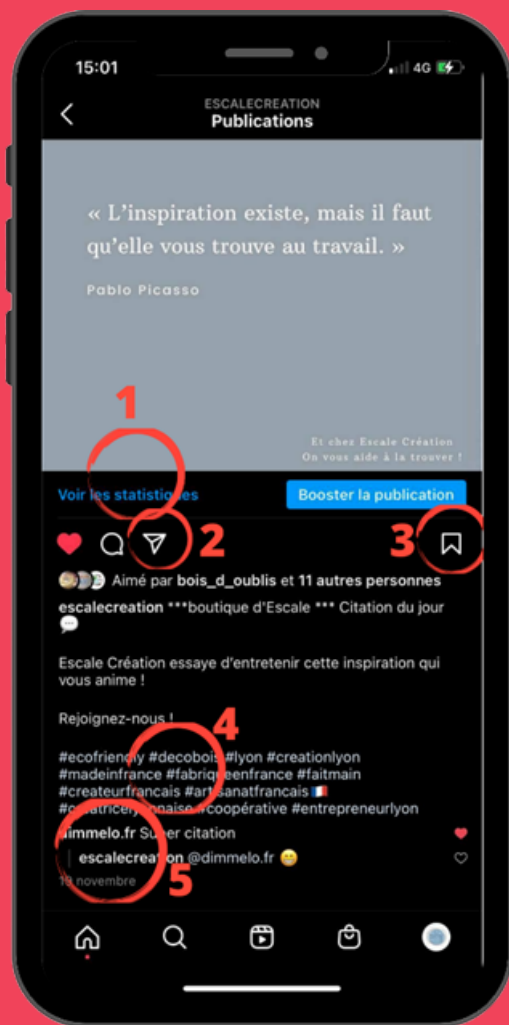 15:01
4G
ESCALECREATION
Publications
« L'inspiration existe, mais il faut
qu'elle vous trouve au travail. »
Pablo Picasso
1
Et chez Escale Création
On vous aide à la trouver !
Voir les statistiques
Booster la publication
2
3
Aimé par bois_d_oublis et 11 autres personnes
escalecreation ***boutique d'Escale *** Citation du jour
💬
Escale Création essaye d'entretenir cette inspiration qui
vous anime !
Rejoignez-nous !
4
#ecofriendly #decobois #lyon #creationlyon
#madeinfrance #fabriqueenfrance #faitmain
#createurfrancais #artisanatfrancais🇫🇷
#creatricelyonnaise #coopérative #entrepreneurlyon
dimmelo.fr Super citation
escalecreation @dimmelo.fr 😁
19 novembre
5